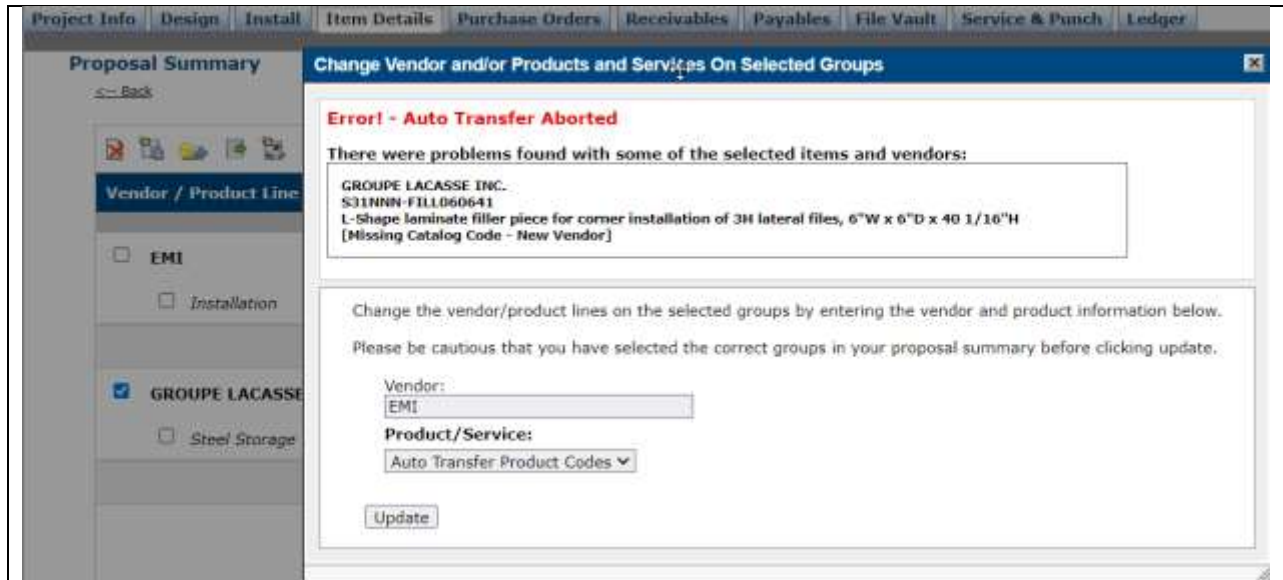 Project Info Design Install Item Details Purchase Orders Receivables Payables File Vault Service & Punch Ledger
Proposal Summary
<-- Back
Vendor / Product Line
EMI
Installation
GROUPE LACASSE
Steel Storage
Change Vendor and/or Products and Services On Selected Groups
Error! - Auto Transfer Aborted
There were problems found with some of the selected items and vendors:
GROUPE LACASSE INC.
S31NNN-FILL060641
L-Shape laminate filler piece for corner installation of 3H lateral files, 6"W x 6"D x 40 1/16"H
[Missing Catalog Code - New Vendor]
Change the vendor/product lines on the selected groups by entering the vendor and product information below.
Please be cautious that you have selected the correct groups in your proposal summary before clicking update.
Vendor:
EMI
Product/Service:
Auto Transfer Product Codes
Update